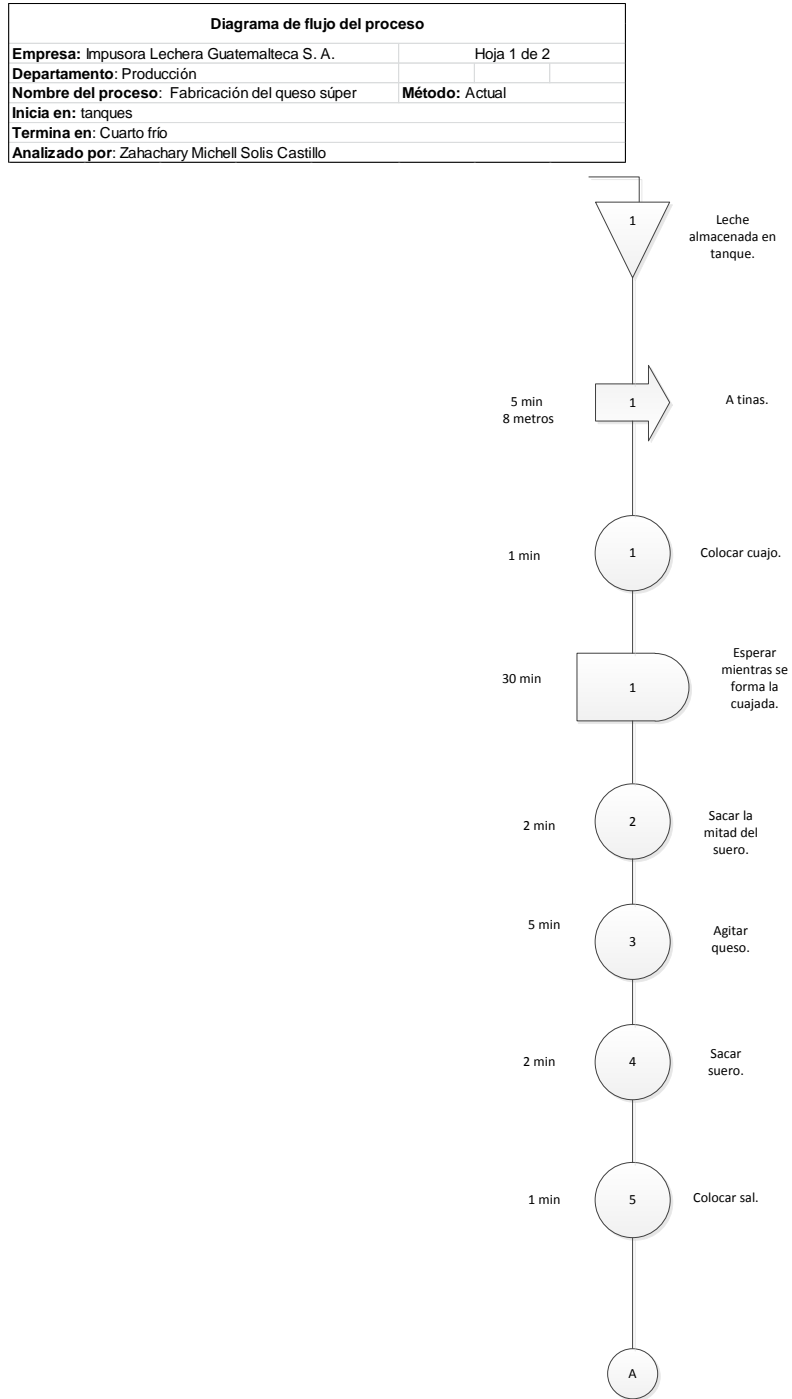 Diagrama de flujo del proceso
Empresa: Impusora Lechera Guatemalteca S. A. Hoja 1 de 2
Departamento: Producción
Nombre del proceso: Fabricación del queso súper Método: Actual
Inicia en: tanques
Termina en: Cuarto frío
Analizado por: Zahachary Michell Solis Castillo
1
Leche
almacenada en
tanque.
5 min
8 metros
1
A tinas.
1 min
1
Colocar cuajo.
30 min
1
Esperar
mientras se
forma la
cuajada.
2 min
2
Sacar la
mitad del
suero.
5 min
3
Agitar
queso.
2 min
4
Sacar
suero.
1 min
5
Colocar sal.
A